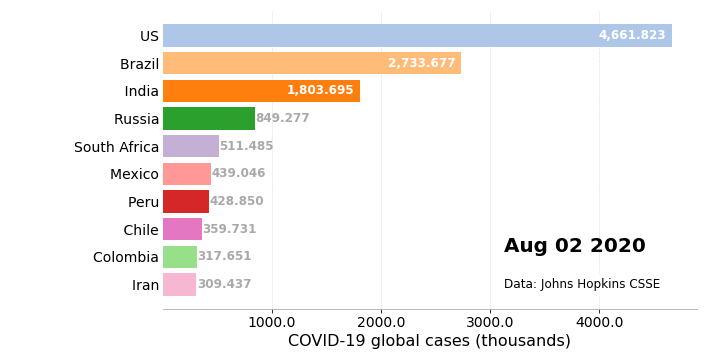 US 4,661.823
Brazil 2,733.677
India 1,803.695
Russia 849.277
South Africa 511.485
Mexico 439.046
Peru 428.850
Chile 359.731
Colombia 317.651
Iran 309.437
Aug 02 2020
Data: Johns Hopkins CSSE
1000.0 2000.0 3000.0 4000.0
COVID-19 global cases (thousands)